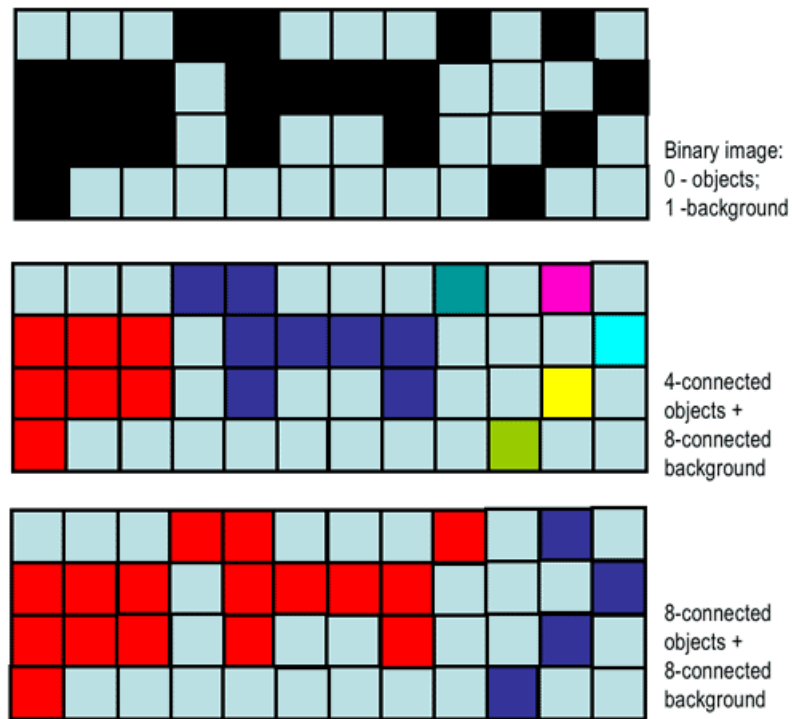 Binary image:
0 - objects;
1 -background
4-connected
objects +
8-connected
background
8-connected
objects +
8-connected
background